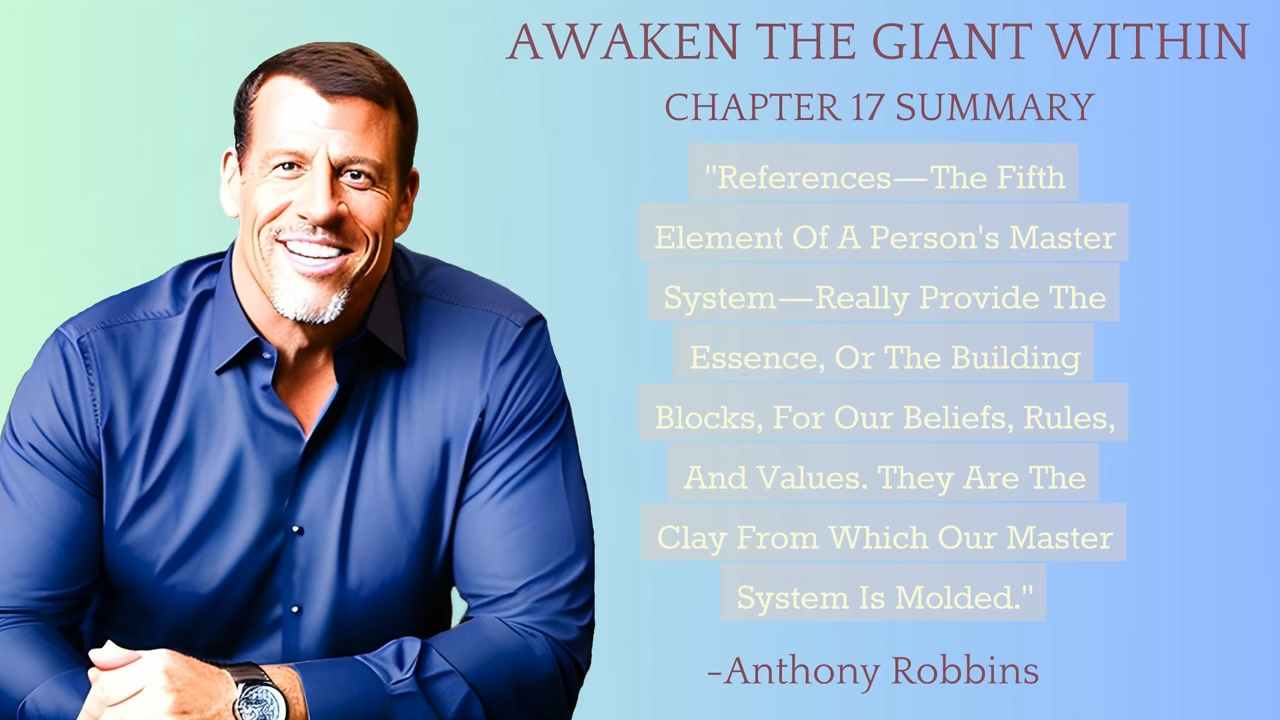 AWAKEN THE GIANT WITHIN
CHAPTER 17 SUMMARY
"References—The Fifth
Element Of A Person's Master
System—Really Provide The
Essence, Or The Building
Blocks, For Our Beliefs, Rules,
And Values. They Are The
Clay From Which Our Master
System Is Molded."
–Anthony Robbins